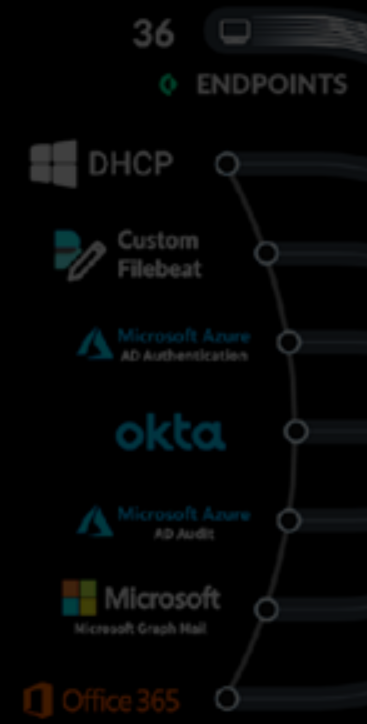 36
ENDPOINTS
DHCP
Custom
Filebeat
Microsoft Azure
AD Authentication
okta
Microsoft Azure
AD Audit
Microsoft
Microsoft Graph Mail
Office 365